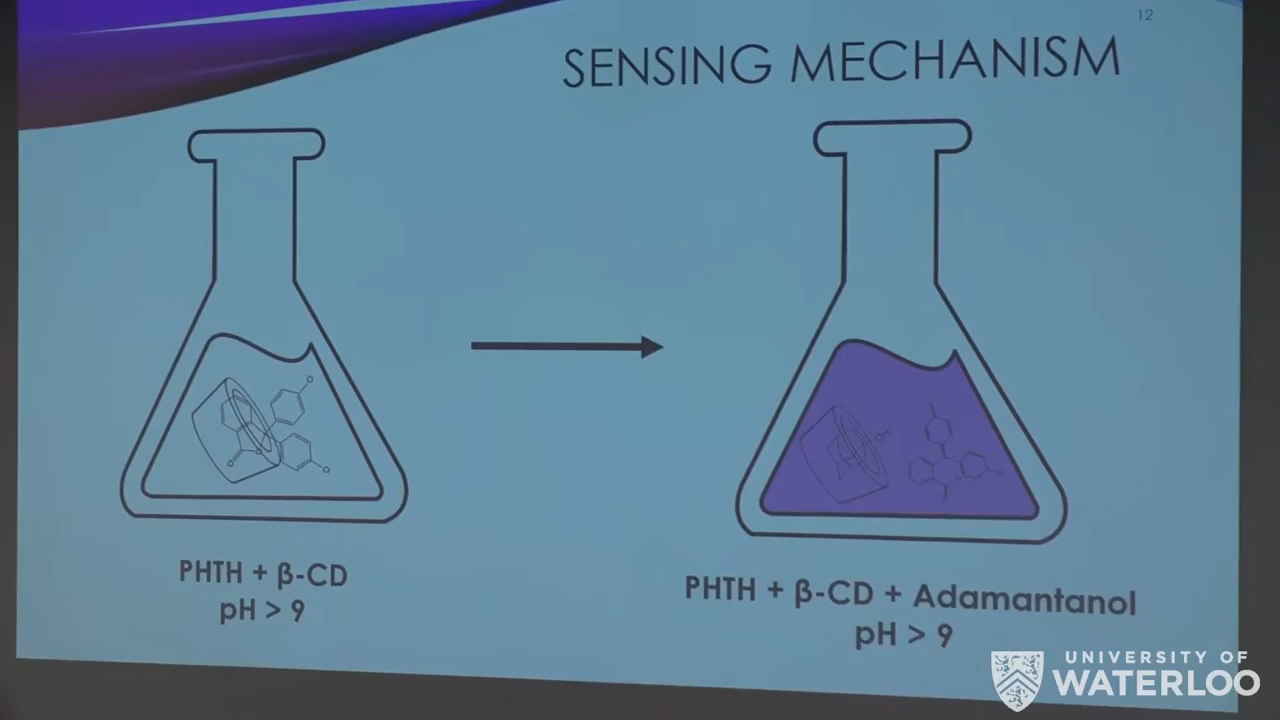 12
SENSING MECHANISM
PHTH + β-CD
pH > 9
PHTH + β-CD + Adamantanol
pH > 9
UNIVERSITY OF
WATERLOO